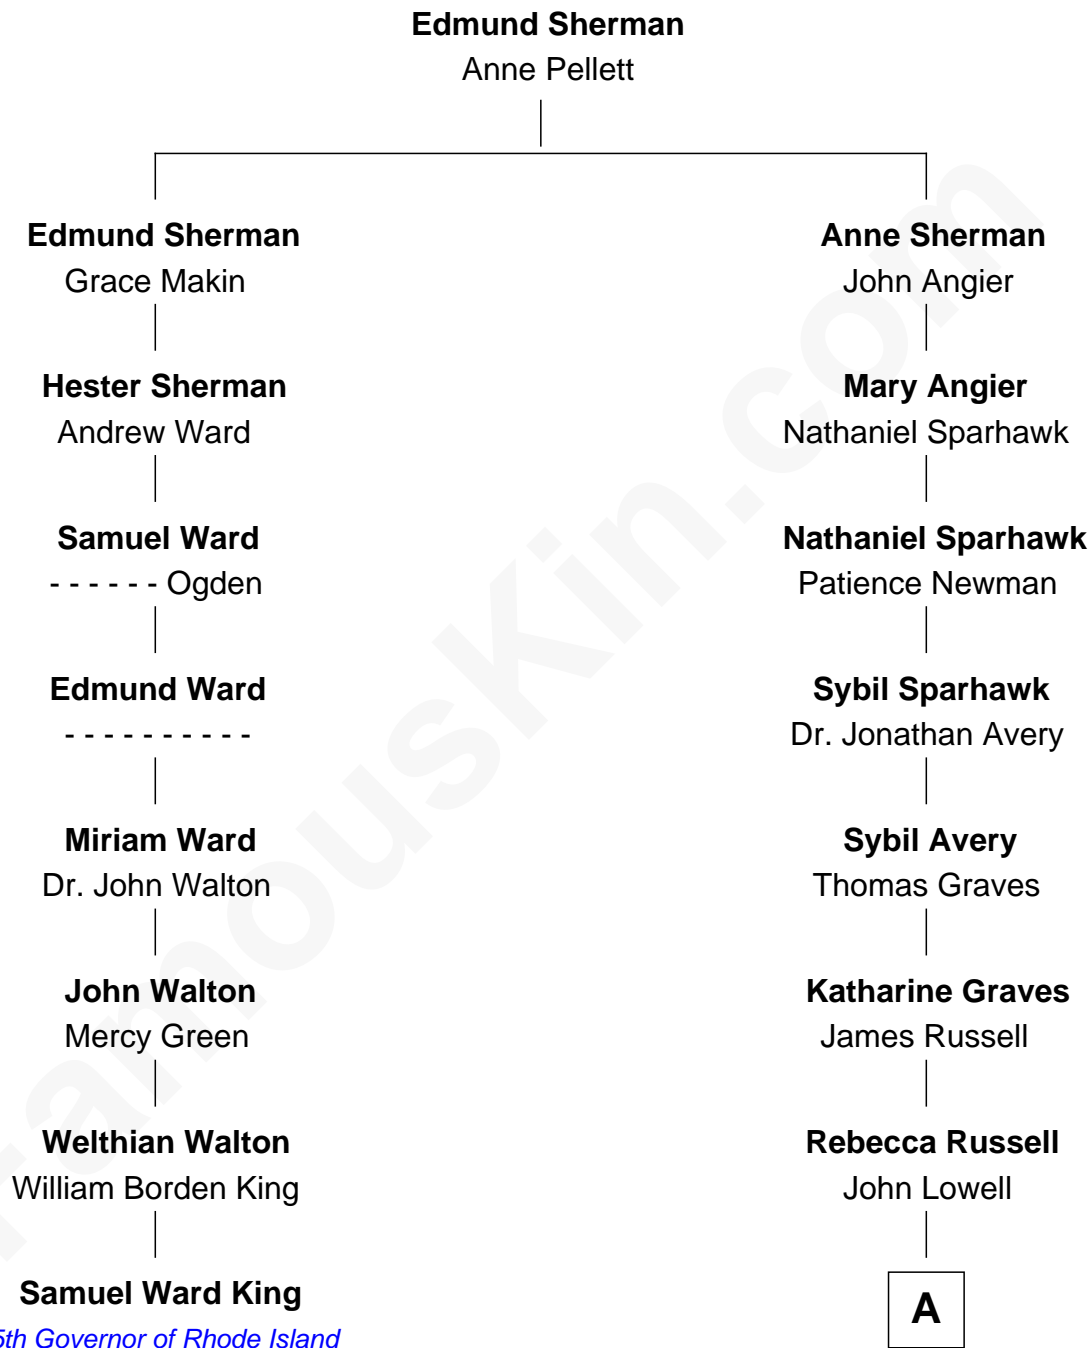 Edmund Sherman
Anne Pellett
Edmund Sherman
Grace Makin
Anne Sherman
John Angier
Hester Sherman
Andrew Ward
Mary Angier
Nathaniel Sparhawk
Samuel Ward
- - - - - - Ogden
Nathaniel Sparhawk
Patience Newman
Edmund Ward
- - - - - - - - - -
Sybil Sparhawk
Dr. Jonathan Avery
Miriam Ward
Dr. John Walton
Sybil Avery
Thomas Graves
John Walton
Mercy Green
Katharine Graves
James Russell
Welthian Walton
William Borden King
Rebecca Russell
John Lowell
Samuel Ward King
5th Governor of Rhode Island
A
FamousKin.com